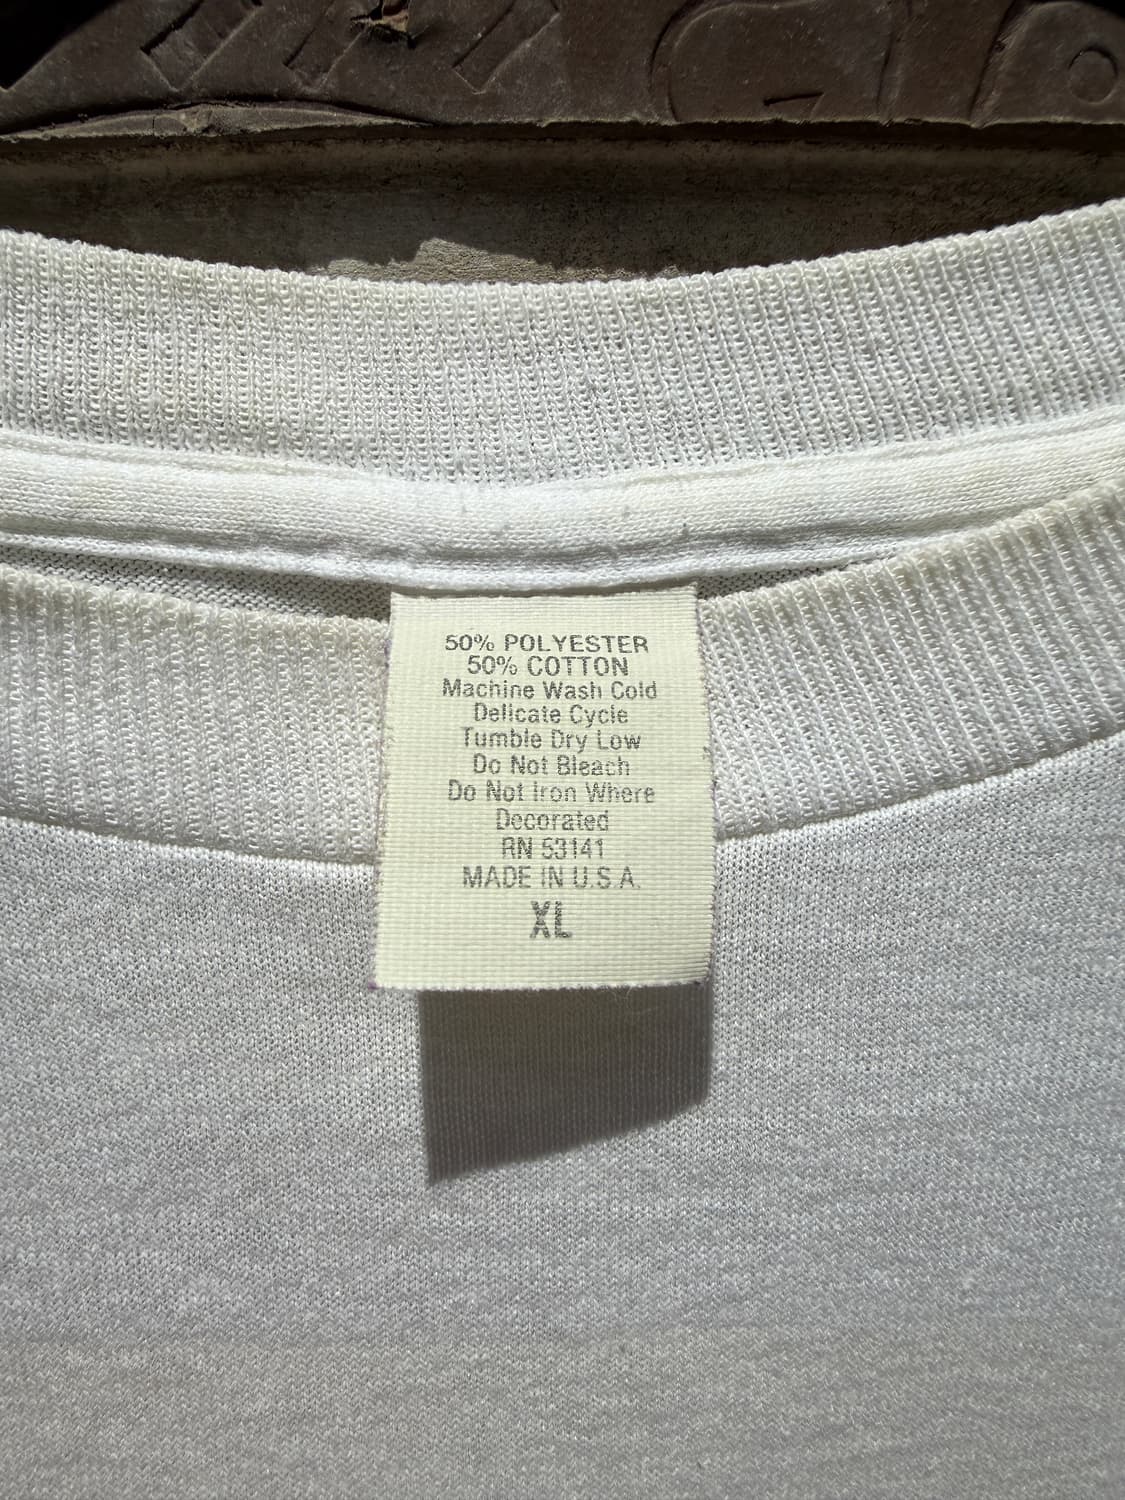 50% POLYESTER
50% COTTON
Machine Wash Cold
Delicate Cycle
Tumble Dry Low
Do Not Bleach
Do Not Iron Where
Decorated
RN 53141
MADE IN U.S.A.
XL